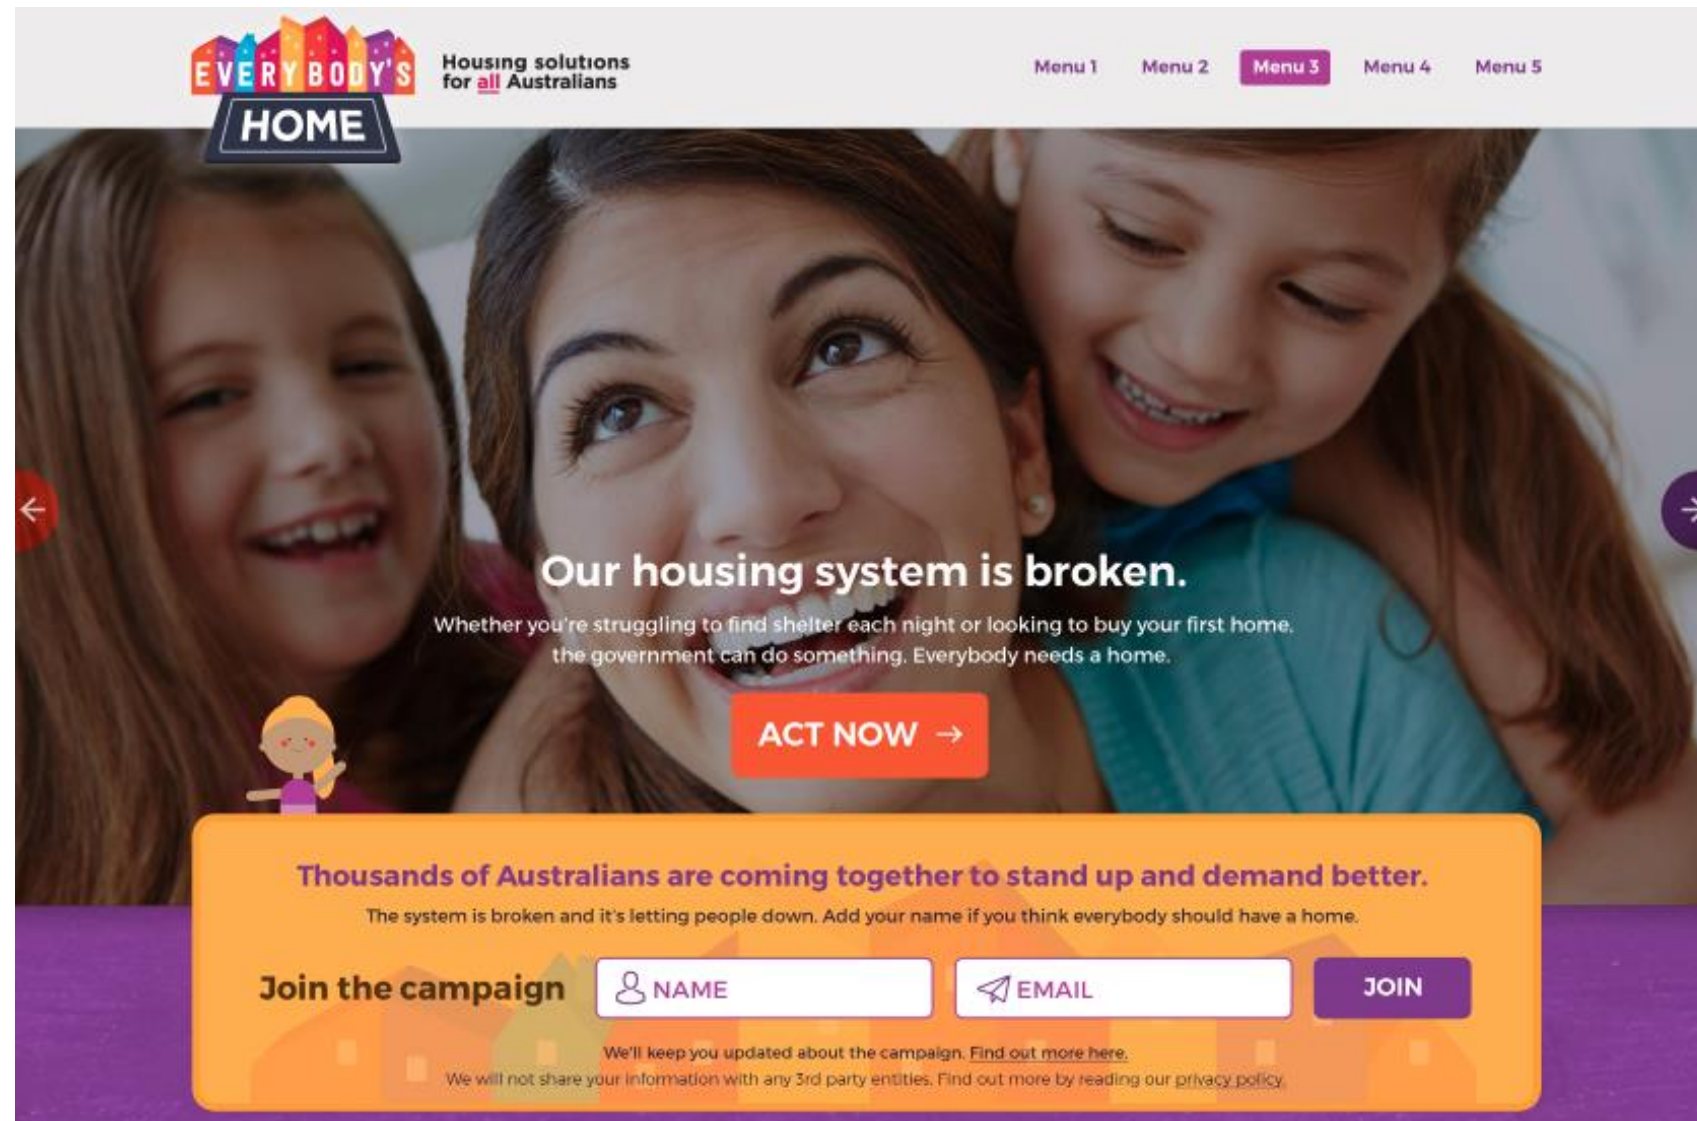 EVERYBODY'S
HOME
Housing solutions
for all Australians
Menu 1
Menu 2
Menu 3
Menu 4
Menu 5
Our housing system is broken.
Whether you're struggling to find shelter each night or looking to buy your first home,
the government can do something. Everybody needs a home.
ACT NOW →
Thousands of Australians are coming together to stand up and demand better.
The system is broken and it's letting people down. Add your name if you think everybody should have a home.
Join the campaign
NAME
EMAIL
JOIN
We'll keep you updated about the campaign. Find out more here.
We will not share your information with any 3rd party entities. Find out more by reading our privacy policy.